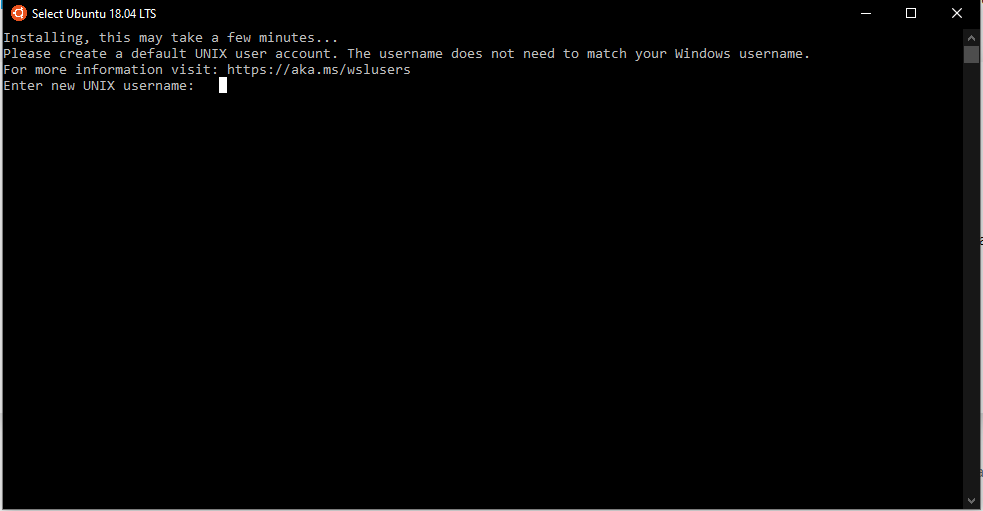 Select Ubuntu 18.04 LTS
Installing, this may take a few minutes...
Please create a default UNIX user account. The username does not need to match your Windows username.
For more information visit: https://aka.ms/wslusers
Enter new UNIX username: